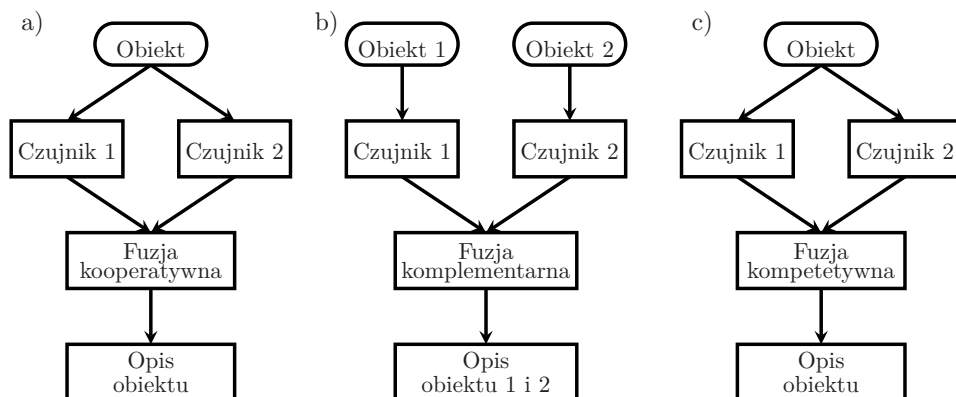 a)
Obiekt
Czujnik 1
Czujnik 2
Fuzja
kooperatywna
Opis
obiektu
b)
Obiekt 1
Obiekt 2
Czujnik 1
Czujnik 2
Fuzja
komplementarna
Opis
obiektu 1 i 2
c)
Obiekt
Czujnik 1
Czujnik 2
Fuzja
kompetetywna
Opis
obiektu